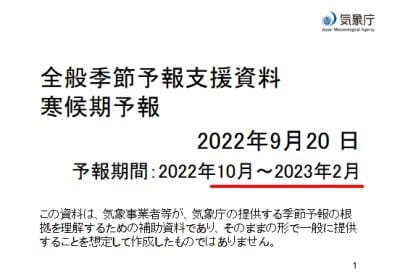 気象庁
Japan Meteorological Agency
全般季節予報支援資料
寒候期予報
2022年9月20 日
予報期間：2022年10月～2023年2月
この資料は、気象事業者等が、気象庁の提供する季節予報の根
拠を理解するための補助資料であり、そのままの形で一般に提供
することを想定して作成したものではありません。
1